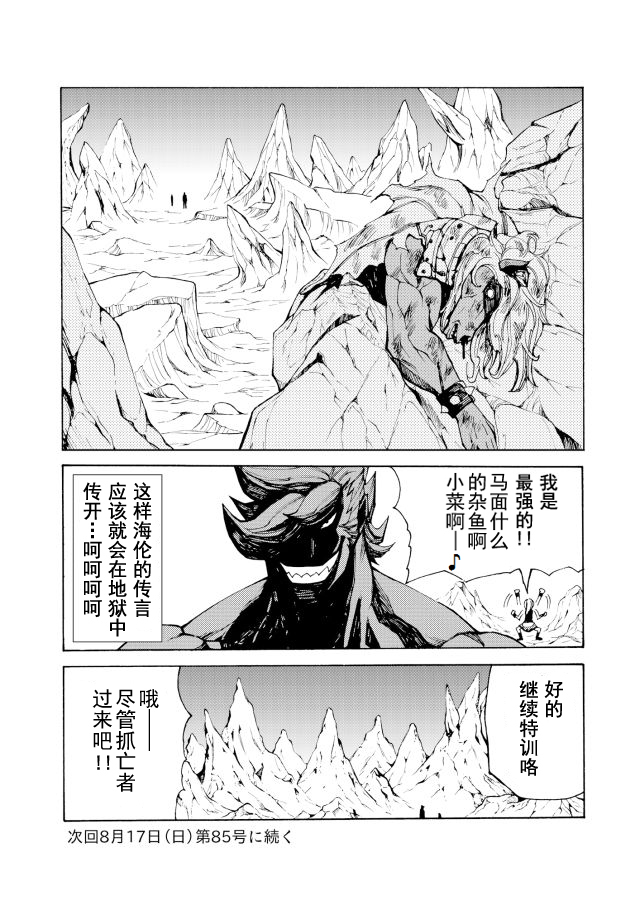 我是
最强的!!
马面什么
的杂鱼啊
小菜啊—♪
这样海伦的传言
应该就会在地狱中
传开…呵呵呵呵
好的
继续特训咯
哦——
尽管抓亡者
过来吧!!
次回8月17日(日)第85号に続く